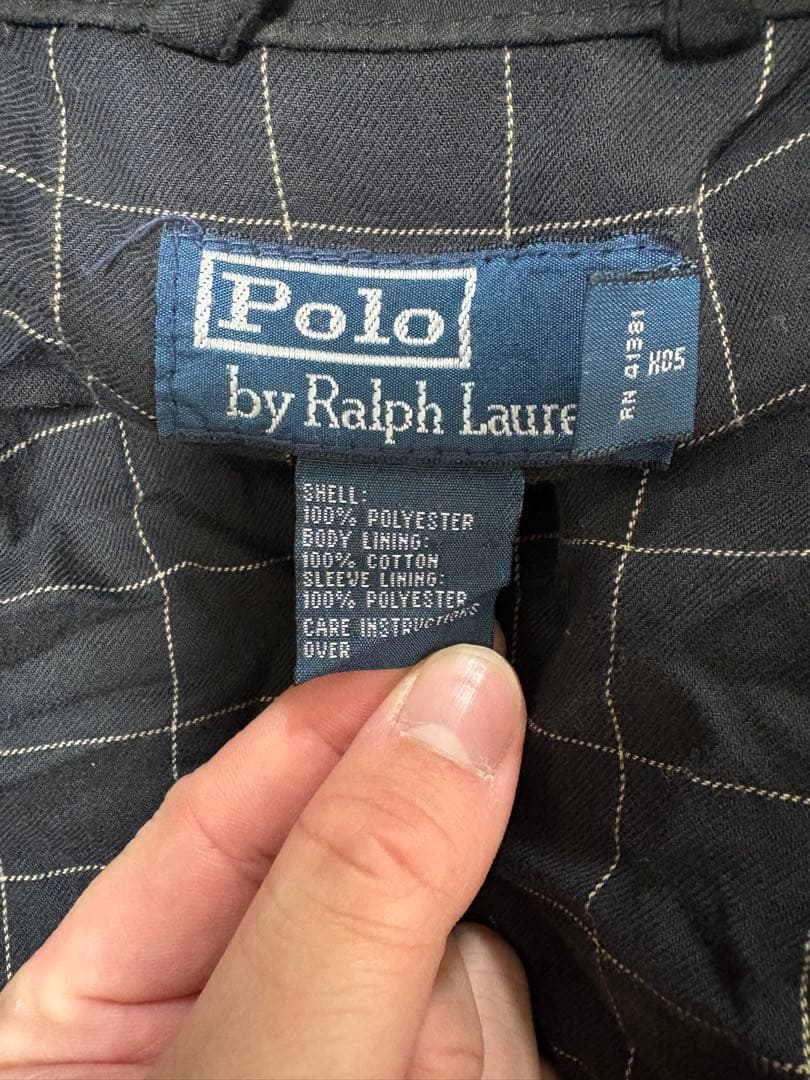 Polo
by Ralph Laure
RN 41381
X05
SHELL:
100% POLYESTER
BODY LINING:
100% COTTON
SLEEVE LINING:
100% POLYESTER
CARE INSTRUCTIONS
OVER